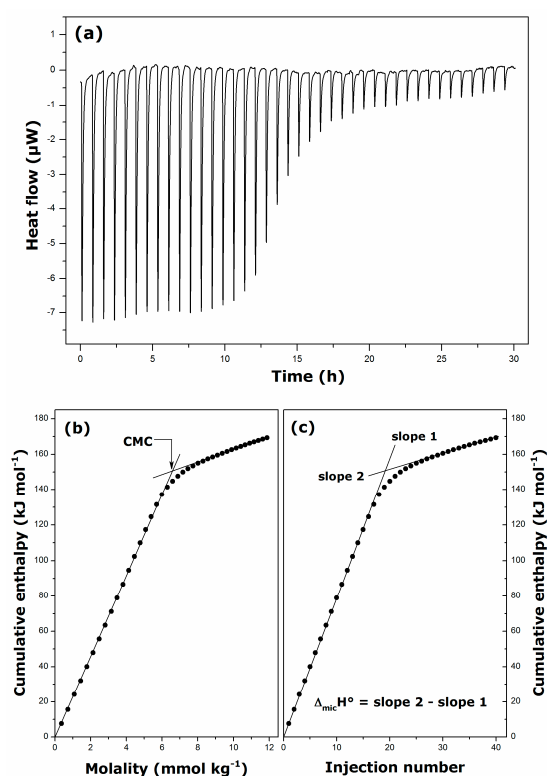 (a)
1
0
-1
-2
-3
-4
-5
-6
-7
Heat flow (µW)
0 5 10 15 20 25 30
Time (h)
(b)
CMC
180
160
140
120
100
80
60
40
20
0
Cumulative enthalpy (kJ mol⁻¹)
0 2 4 6 8 10 12
Molality (mmol kg⁻¹)
(c)
slope 1
slope 2
ΔmicH° = slope 2 - slope 1
180
160
140
120
100
80
60
40
20
0
Cumulative enthalpy (kJ mol⁻¹)
0 10 20 30 40
Injection number